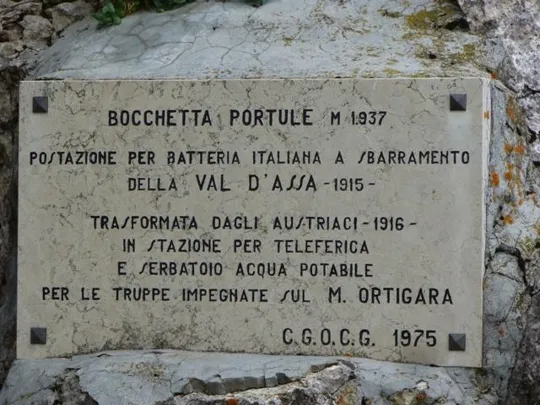 BOCCHETTA PORTULE M 1.937
POSTAZIONE PER BATTERIA ITALIANA A SBARRAMENTO
DELLA VAL D'ASSA -1915-
TRASFORMATA DAGLI AUSTRIACI -1916-
IN STAZIONE PER TELEFERICA
E SERBATOIO ACQUA POTABILE
PER LE TRUPPE IMPEGNATE SUL M. ORTIGARA
C.G.O.C.G. 1975